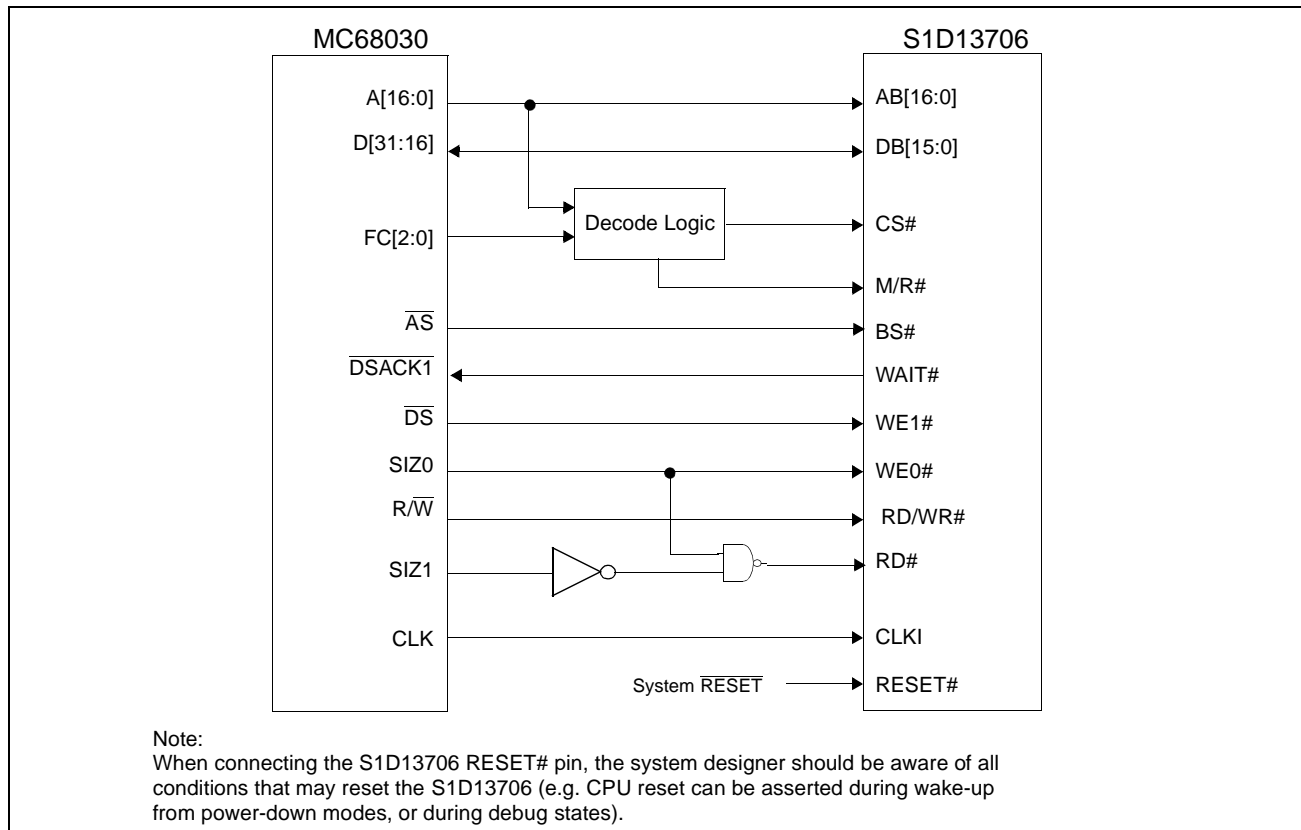 MC68030 S1D13706
A[16:0] AB[16:0]
D[31:16] DB[15:0]
Decode Logic CS#
FC[2:0]
M/R#
AS BS#
DSACK1 WAIT#
DS WE1#
SIZ0 WE0#
R/W RD/WR#
SIZ1 RD#
CLK CLKI
System RESET RESET#
Note:
When connecting the S1D13706 RESET# pin, the system designer should be aware of all
conditions that may reset the S1D13706 (e.g. CPU reset can be asserted during wake-up
from power-down modes, or during debug states).